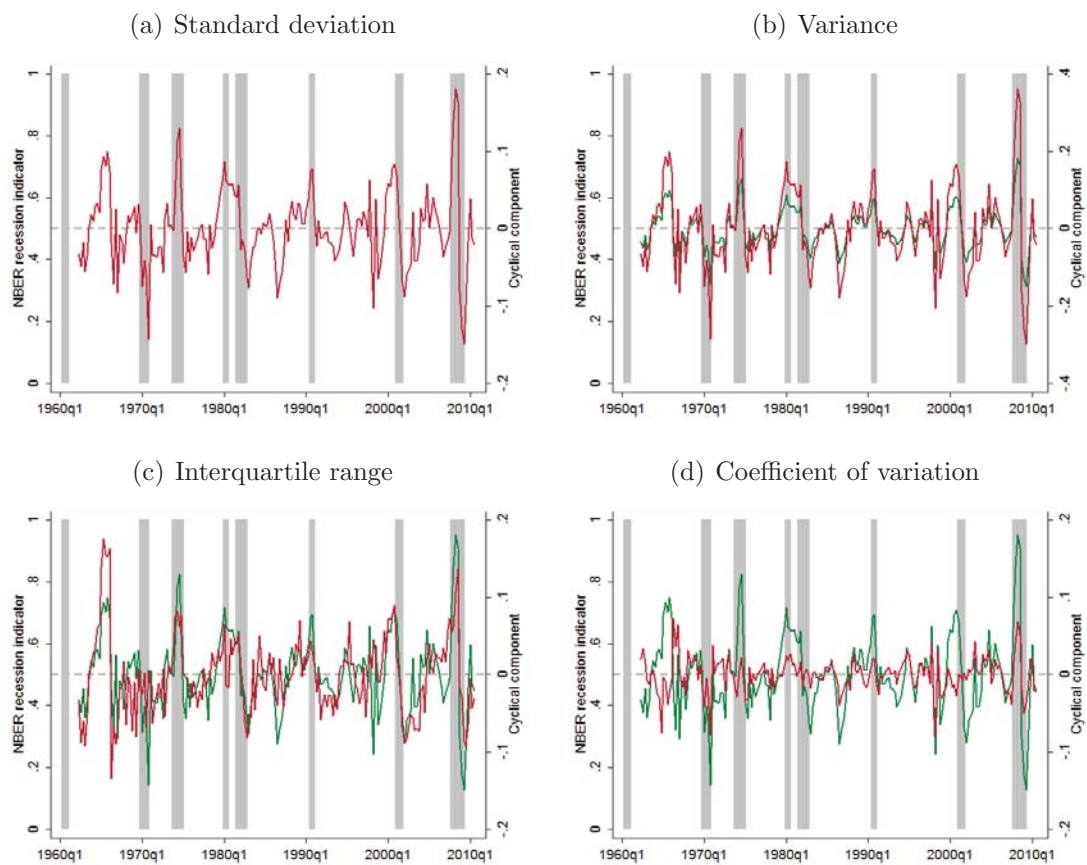 (a) Standard deviation
NBER recession indicator
0 .2 .4 .6 .8 1
Cyclical component
-.2 -.1 0 .1 .2
1960q1 1970q1 1980q1 1990q1 2000q1 2010q1
(b) Variance
NBER recession indicator
0 .2 .4 .6 .8 1
Cyclical component
-.4 -.2 0 .2 .4
1960q1 1970q1 1980q1 1990q1 2000q1 2010q1
(c) Interquartile range
NBER recession indicator
0 .2 .4 .6 .8 1
Cyclical component
-.2 -.1 0 .1 .2
1960q1 1970q1 1980q1 1990q1 2000q1 2010q1
(d) Coefficient of variation
NBER recession indicator
0 .2 .4 .6 .8 1
Cyclical component
-.2 -.1 0 .1 .2
1960q1 1970q1 1980q1 1990q1 2000q1 2010q1